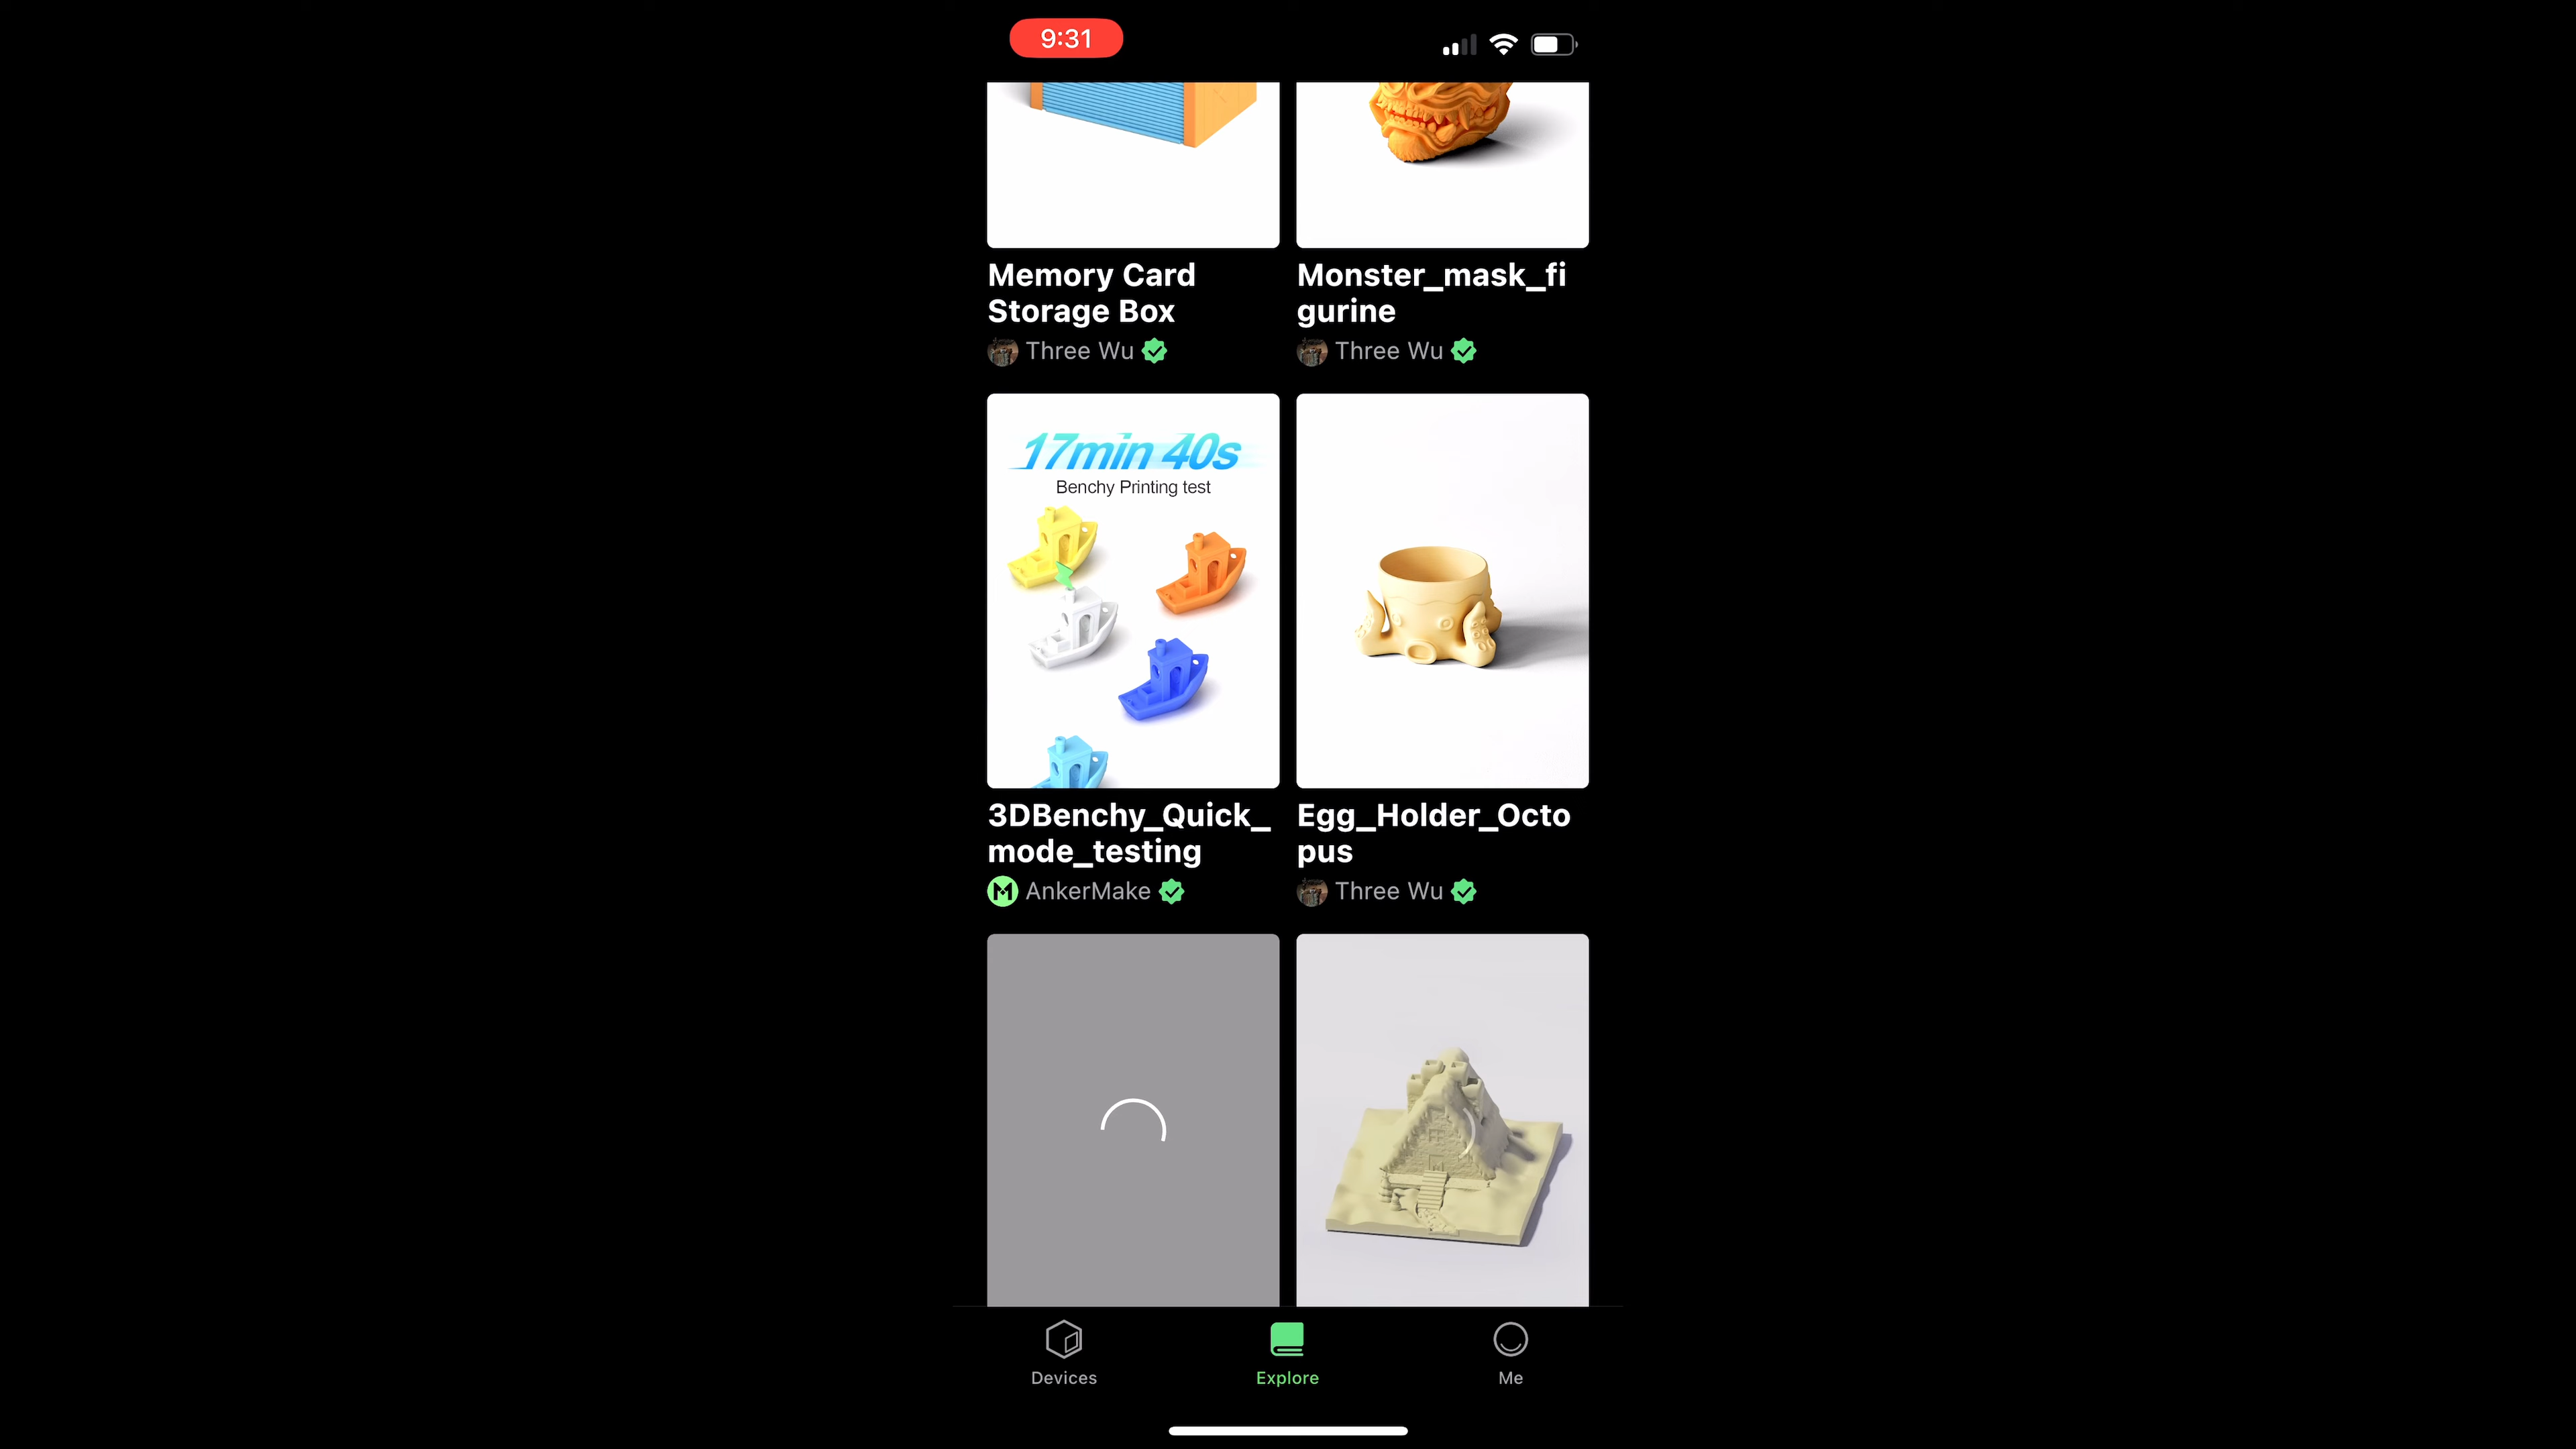 9:31
Memory Card
Storage Box
Three Wu
Monster_mask_fi
gurine
Three Wu
17min 40s
Benchy Printing test
3DBenchy_Quick_
mode_testing
AnkerMake
Egg_Holder_Octo
pus
Three Wu
Devices
Explore
Me